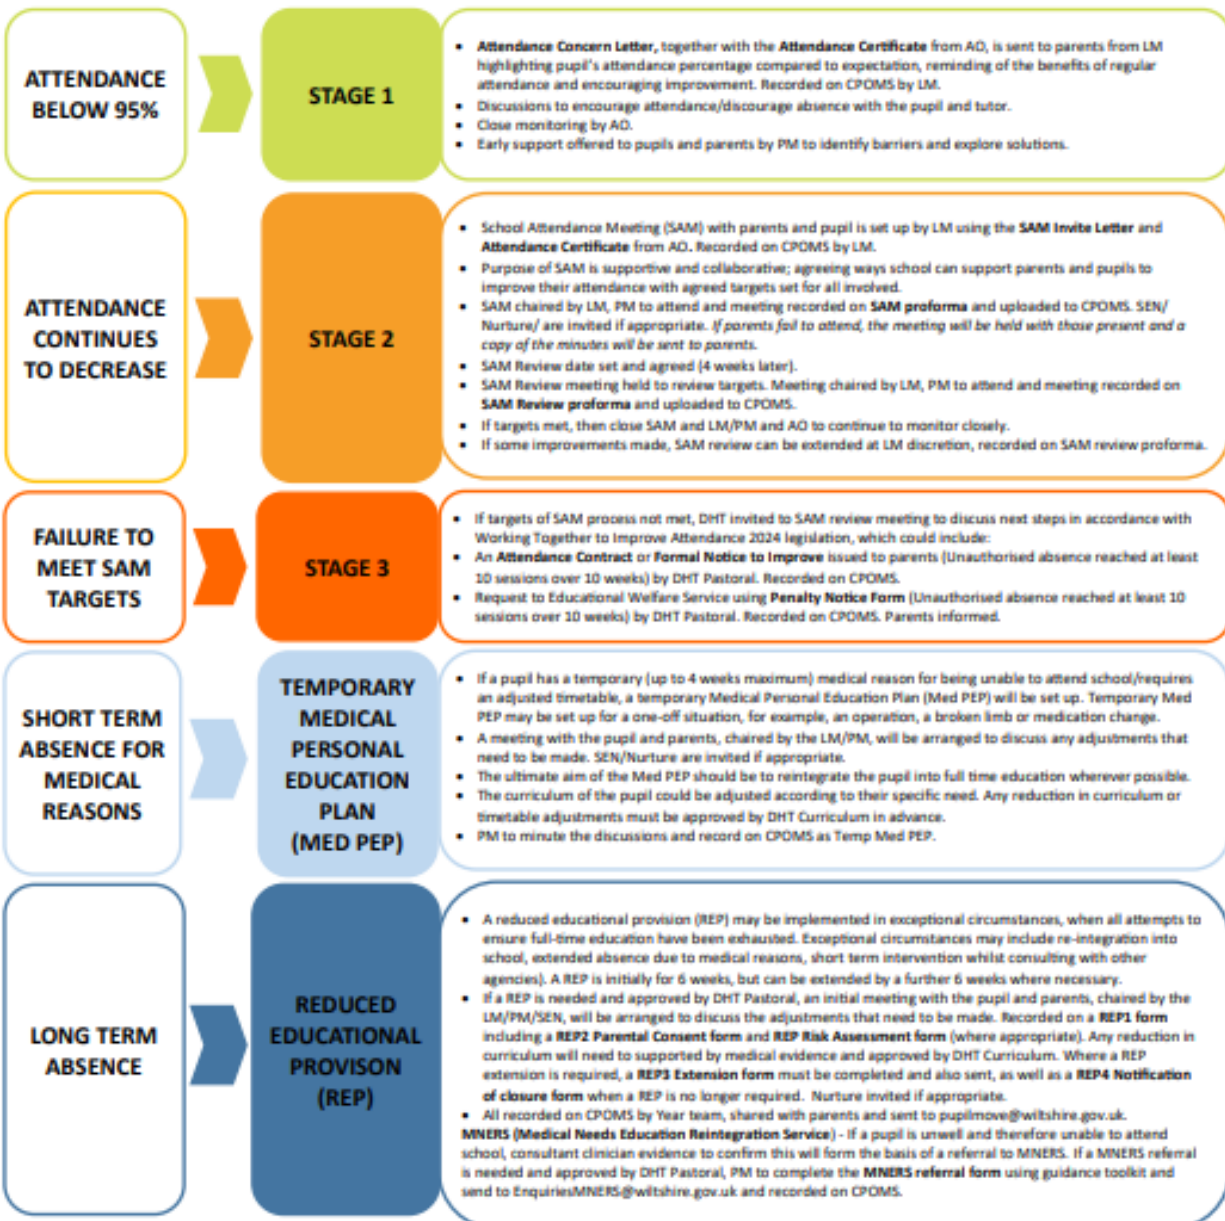 ATTENDANCE
BELOW 95%
STAGE 1
• Attendance Concern Letter, together with the Attendance Certificate from AO, is sent to parents from LM
highlighting pupil's attendance percentage compared to expectation, reminding of the benefits of regular
attendance and encouraging improvement. Recorded on CPOMS by LM.
• Discussions to encourage attendance/discourage absence with the pupil and tutor.
• Close monitoring by AO.
• Early support offered to pupils and parents by PM to identify barriers and explore solutions.
ATTENDANCE
CONTINUES
TO DECREASE
STAGE 2
• School Attendance Meeting (SAM) with parents and pupil is set up by LM using the SAM Invite Letter and
Attendance Certificate from AO. Recorded on CPOMS by LM.
• Purpose of SAM is supportive and collaborative; agreeing ways school can support parents and pupils to
improve their attendance with agreed targets set for all involved.
• SAM chaired by LM, PM to attend and meeting recorded on SAM proforma and uploaded to CPOMS. SEN/
Nurture/ are invited if appropriate. If parents fail to attend, the meeting will be held with those present and a
copy of the minutes will be sent to parents.
• SAM Review date set and agreed (4 weeks later).
• SAM Review meeting held to review targets. Meeting chaired by LM, PM to attend and meeting recorded on
SAM Review proforma and uploaded to CPOMS.
• If targets met, then close SAM and LM/PM and AO to continue to monitor closely.
• If some improvements made, SAM review can be extended at LM discretion, recorded on SAM review proforma.
FAILURE TO
MEET SAM
TARGETS
STAGE 3
• If targets of SAM process not met, DHT invited to SAM review meeting to discuss next steps in accordance with
Working Together to Improve Attendance 2024 legislation, which could include:
• An Attendance Contract or Formal Notice to Improve issued to parents (Unauthorised absence reached at least
10 sessions over 10 weeks) by DHT Pastoral. Recorded on CPOMS.
• Request to Educational Welfare Service using Penalty Notice Form (Unauthorised absence reached at least 10
sessions over 10 weeks) by DHT Pastoral. Recorded on CPOMS. Parents informed.
SHORT TERM
ABSENCE FOR
MEDICAL
REASONS
TEMPORARY
MEDICAL
PERSONAL
EDUCATION
PLAN
(MED PEP)
• If a pupil has a temporary (up to 4 weeks maximum) medical reason for being unable to attend school/requires
an adjusted timetable, a temporary Medical Personal Education Plan (Med PEP) will be set up. Temporary Med
PEP may be set up for a one-off situation, for example, an operation, a broken limb or medication change.
• A meeting with the pupil and parents, chaired by the LM/PM, will be arranged to discuss any adjustments that
need to be made. SEN/Nurture are invited if appropriate.
• The ultimate aim of the Med PEP should be to reintegrate the pupil into full time education wherever possible.
• The curriculum of the pupil could be adjusted according to their specific need. Any reduction in curriculum or
timetable adjustments must be approved by DHT Curriculum in advance.
• PM to minute the discussions and record on CPOMS as Temp Med PEP.
LONG TERM
ABSENCE
REDUCED
EDUCATIONAL
PROVISON
(REP)
• A reduced educational provision (REP) may be implemented in exceptional circumstances, when all attempts to
ensure full-time education have been exhausted. Exceptional circumstances may include re-integration into
school, extended absence due to medical reasons, short term intervention whilst consulting with other
agencies). A REP is initially for 6 weeks, but can be extended by a further 6 weeks where necessary.
• If a REP is needed and approved by DHT Pastoral, an initial meeting with the pupil and parents, chaired by the
LM/PM/SEN, will be arranged to discuss the adjustments that need to be made. Recorded on a REP1 form
including a REP2 Parental Consent form and REP Risk Assessment form (where appropriate). Any reduction in
curriculum will need to supported by medical evidence and approved by DHT Curriculum. Where a REP
extension is required, a REP3 Extension form must be completed and also sent, as well as a REP4 Notification
of closure form when a REP is no longer required. Nurture invited if appropriate.
• All recorded on CPOMS by Year team, shared with parents and sent to pupilmove@wiltshire.gov.uk.
MNERS (Medical Needs Education Reintegration Service) - If a pupil is unwell and therefore unable to attend
school, consultant clinician evidence to confirm this will form the basis of a referral to MNERS. If a MNERS referral
is needed and approved by DHT Pastoral, PM to complete the MNERS referral form using guidance toolkit and
send to EnquiriesMNERS@wiltshire.gov.uk and recorded on CPOMS.